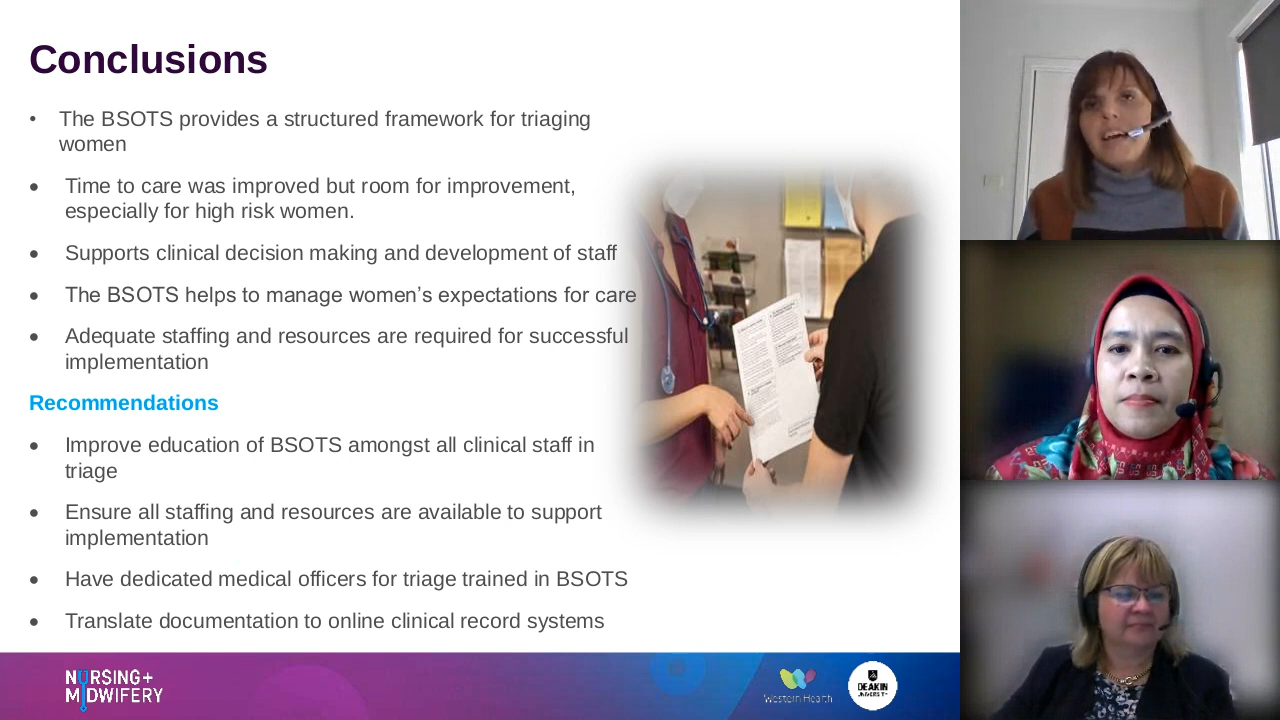 Conclusions
• The BSOTS provides a structured framework for triaging
women
• Time to care was improved but room for improvement,
especially for high risk women.
• Supports clinical decision making and development of staff
• The BSOTS helps to manage women’s expectations for care
• Adequate staffing and resources are required for successful
implementation
Recommendations
• Improve education of BSOTS amongst all clinical staff in
triage
• Ensure all staffing and resources are available to support
implementation
• Have dedicated medical officers for triage trained in BSOTS
• Translate documentation to online clinical record systems
NURSING+
MIDWIFERY
Western Health
DEAKIN